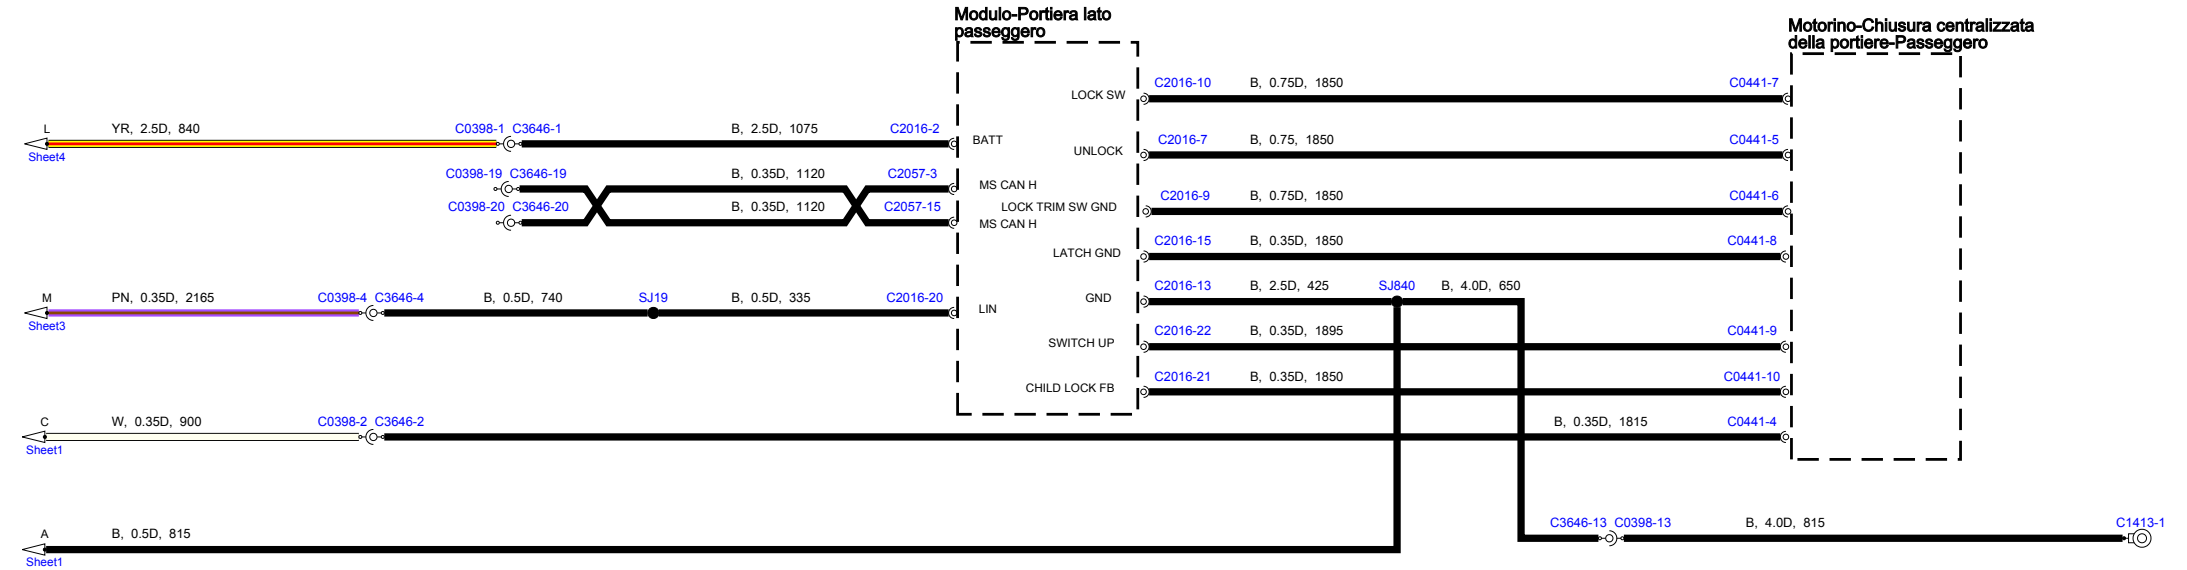 Modulo-Portiera lato
passeggero
Motorino-Chiusura centralizzata
della portiere-Passeggero
LOCK SW
C2016-10
B, 0.75D, 1850
C0441-7
L
YR, 2.5D, 840
C0398-1 C3646-1
B, 2.5D, 1075
C2016-2
BATT
Sheet4
UNLOCK
C2016-7
B, 0.75, 1850
C0441-5
C0398-19 C3646-19
B, 0.35D, 1120
C2057-3
MS CAN H
C0398-20 C3646-20
B, 0.35D, 1120
C2057-15
MS CAN H
LOCK TRIM SW GND
C2016-9
B, 0.75D, 1850
C0441-6
LATCH GND
C2016-15
B, 0.35D, 1850
C0441-8
M
PN, 0.35D, 2165
C0398-4 C3646-4
B, 0.5D, 740
SJ19
B, 0.5D, 335
C2016-20
LIN
Sheet3
GND
C2016-13
B, 2.5D, 425
SJ840
B, 4.0D, 650
SWITCH UP
C2016-22
B, 0.35D, 1895
C0441-9
CHILD LOCK FB
C2016-21
B, 0.35D, 1850
C0441-10
C
W, 0.35D, 900
C0398-2 C3646-2
B, 0.35D, 1815
C0441-4
Sheet1
A
B, 0.5D, 815
Sheet1
C3646-13 C0398-13
B, 4.0D, 815
C1413-1